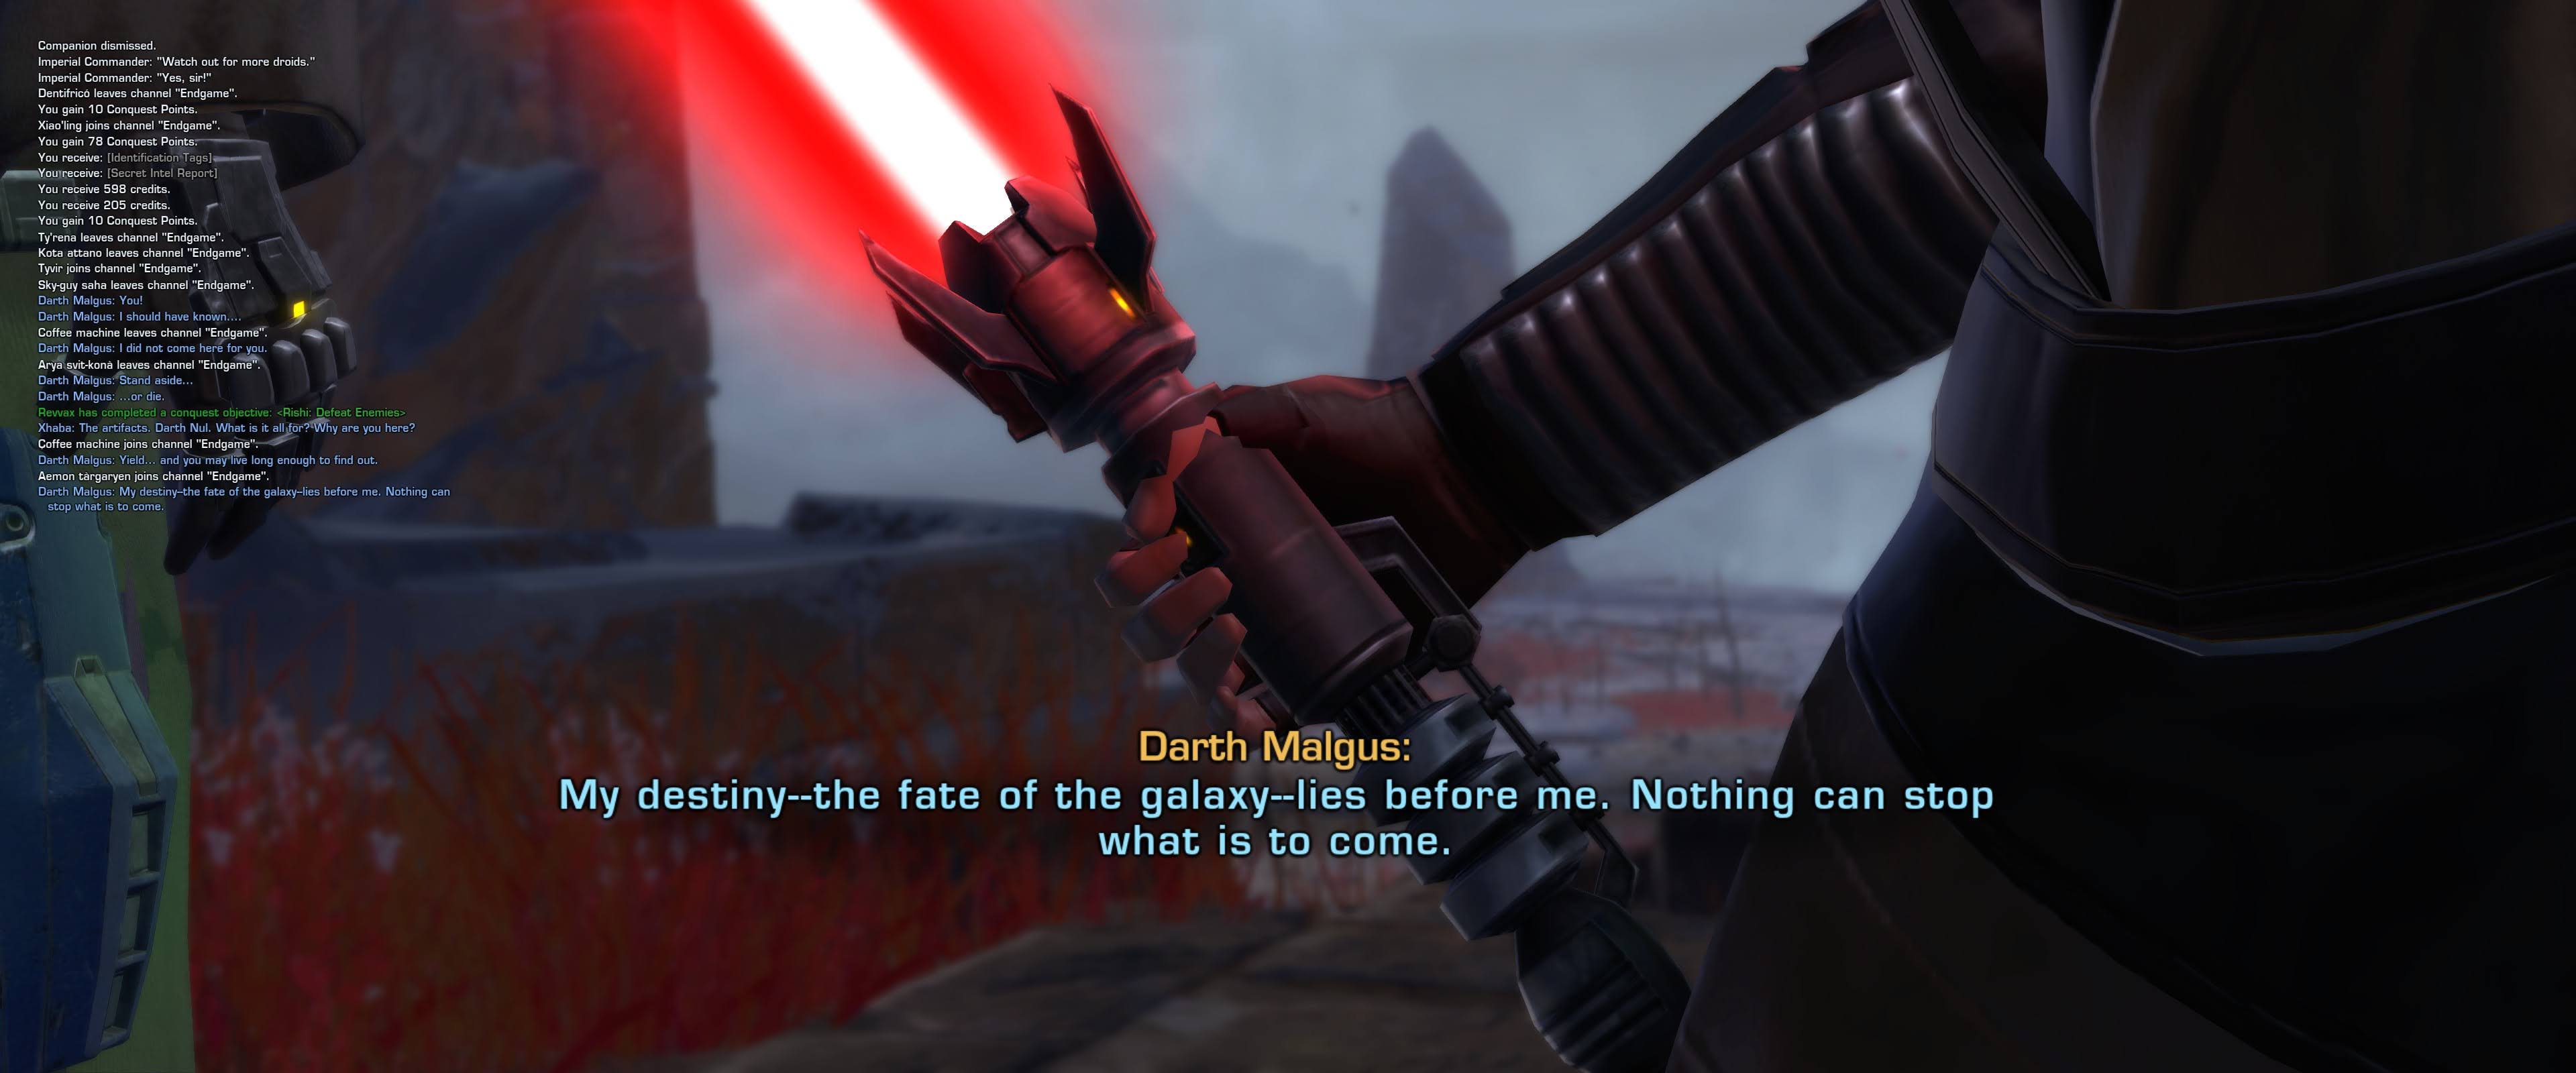 Companion dismissed.
Imperial Commander: "Watch out for more droids."
Imperial Commander: "Yes, sir!"
Dentifricò leaves channel "Endgame".
You gain 10 Conquest Points.
Xiao'ling joins channel "Endgame".
You gain 78 Conquest Points.
You receive: [Identification Tags]
You receive: [Secret Intel Report]
You receive 598 credits.
You receive 205 credits.
You gain 10 Conquest Points.
Ty'rena leaves channel "Endgame".
Kota attano leaves channel "Endgame".
Tyvir joins channel "Endgame".
Sky-guy saha leaves channel "Endgame".
Darth Malgus: You!
Darth Malgus: I should have known....
Coffee machine leaves channel "Endgame".
Darth Malgus: I did not come here for you.
Arya svit-konà leaves channel "Endgame".
Darth Malgus: Stand aside...
Darth Malgus: ...or die.
Revvax has completed a conquest objective: <Rishi: Defeat Enemies>
Xhaba: The artifacts. Darth Nul. What is it all for? Why are you here?
Coffee machine joins channel "Endgame".
Darth Malgus: Yield... and you may live long enough to find out.
Aemon tàrgaryen joins channel "Endgame".
Darth Malgus: My destiny--the fate of the galaxy--lies before me. Nothing can
stop what is to come.
Darth Malgus:
My destiny--the fate of the galaxy--lies before me. Nothing can stop
what is to come.